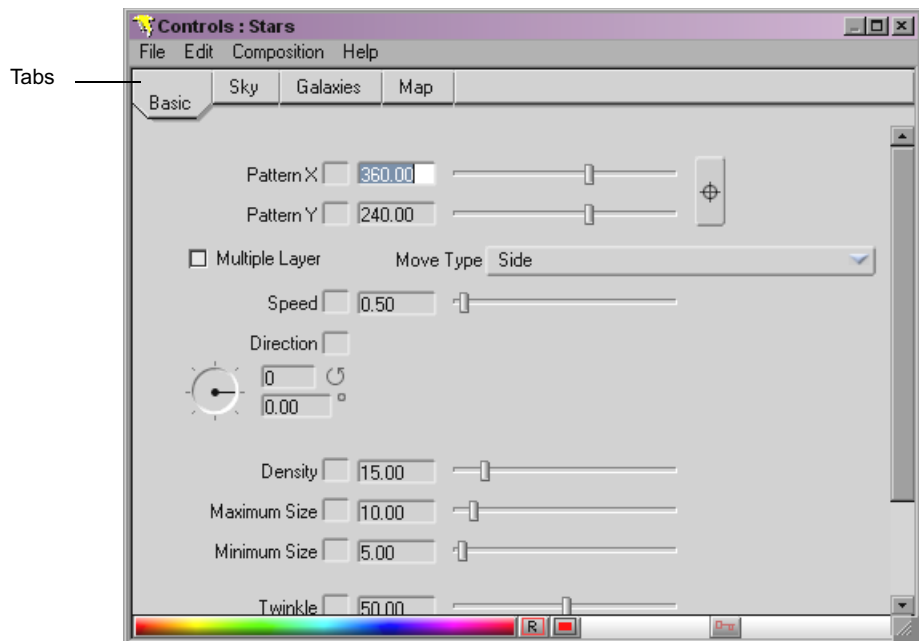 Controls : Stars
File Edit Composition Help
Tabs
Basic Sky Galaxies Map
Pattern X 360.00
Pattern Y 240.00
Multiple Layer Move Type Side
Speed 0.50
Direction
0
0.00 °
Density 15.00
Maximum Size 10.00
Minimum Size 5.00
Twinkle 50.00
R